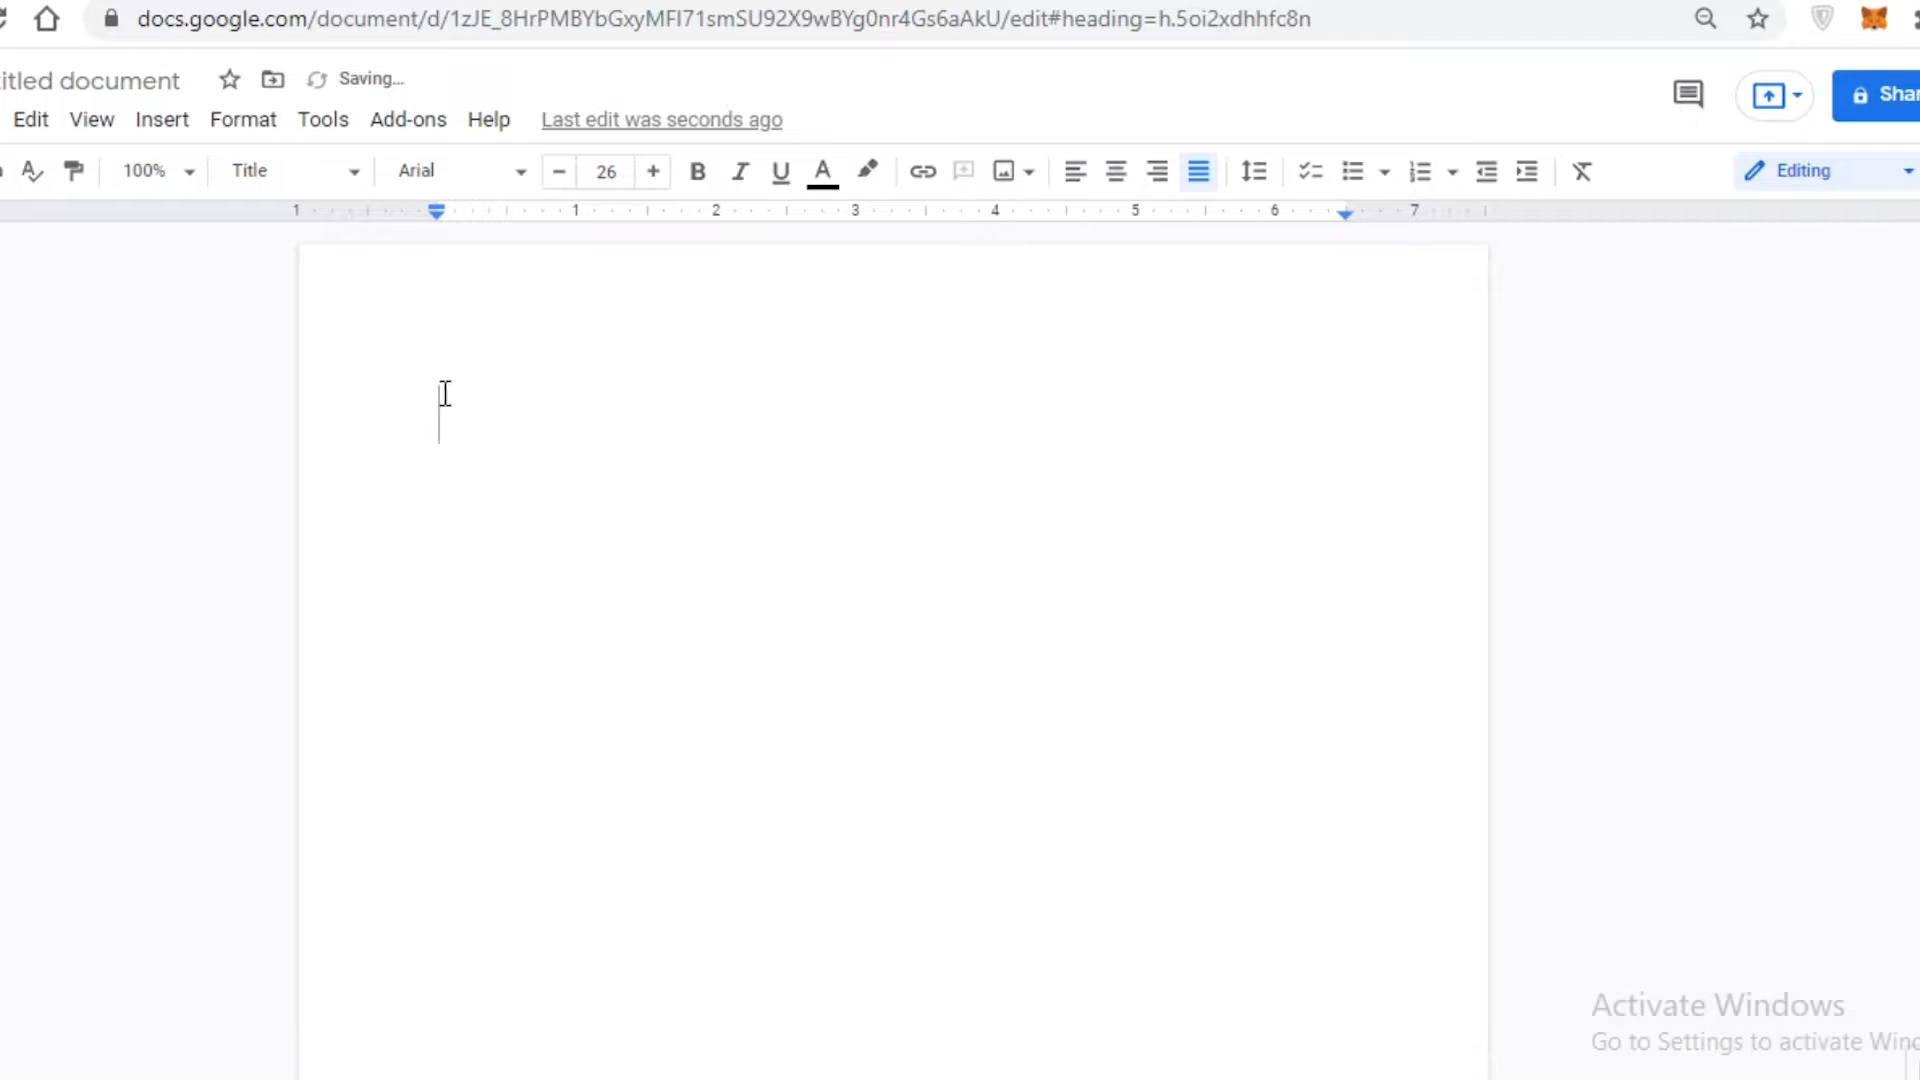 docs.google.com/document/d/1zJE_8HrPMBYbGxyMFI71smSU92X9wBYg0nr4Gs6aAkU/edit#heading=h.5oi2xdhhfc8n
titled document Saving...
Shar
Edit View Insert Format Tools Add-ons Help Last edit was seconds ago
100% Title Arial 26 B I U A Editing
1 1 2 3 4 5 6 7
Activate Windows
Go to Settings to activate Wind